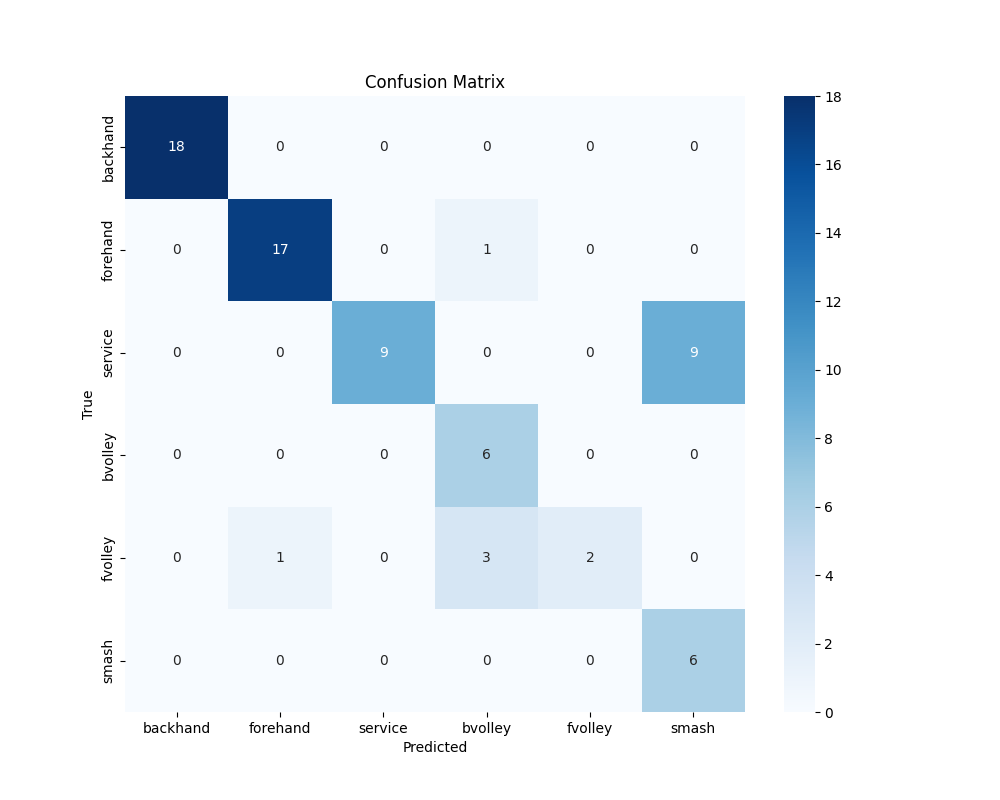 Confusion Matrix
backhand 18 0 0 0 0 0
forehand 0 17 0 1 0 0
service 0 0 9 0 0 9
bvolley 0 0 0 6 0 0
fvolley 0 1 0 3 2 0
smash 0 0 0 0 0 6
True
backhand forehand service bvolley fvolley smash
Predicted
18
16
14
12
10
8
6
4
2
0